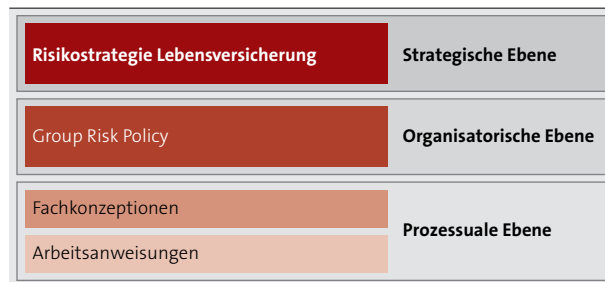 Risikostrategie Lebensversicherung
Strategische Ebene
Group Risk Policy
Organisatorische Ebene
Fachkonzeptionen
Arbeitsanweisungen
Prozessuale Ebene